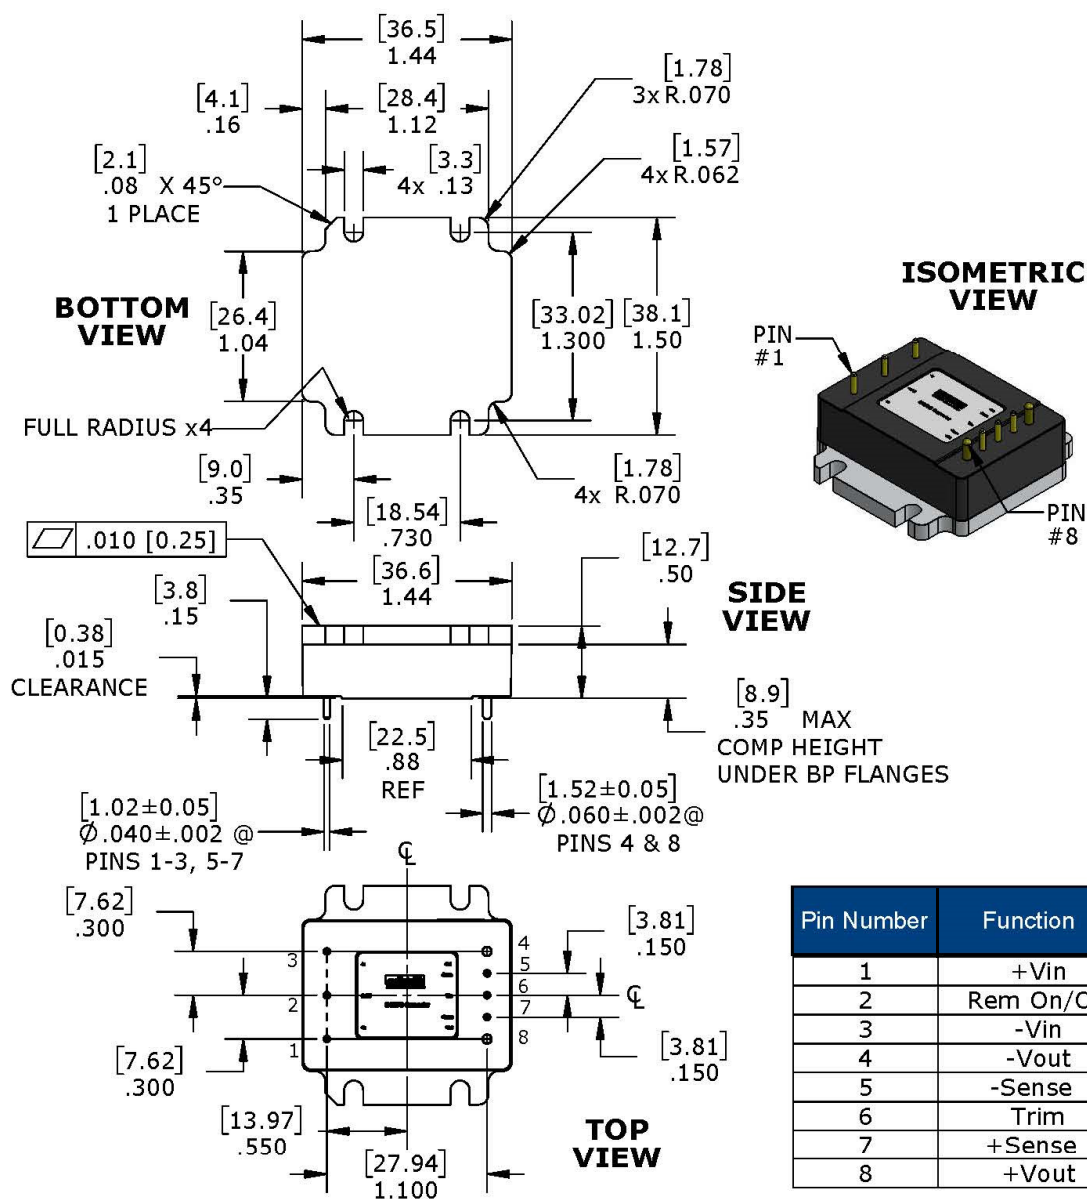 [36.5]
1.44
[4.1]
.16
[28.4]
1.12
[1.78]
3x R.070
[2.1]
.08 X 45°
1 PLACE
[3.3]
4x .13
[1.57]
4x R.062
BOTTOM
VIEW
[26.4]
1.04
[33.02]
1.300
[38.1]
1.50
ISOMETRIC
VIEW
PIN
#1
PIN
#8
FULL RADIUS x4
[9.0]
.35
[18.54]
.730
[1.78]
4x R.070
.010 [0.25]
[36.6]
1.44
[12.7]
.50
SIDE
VIEW
[3.8]
.15
[0.38]
.015
CLEARANCE
[22.5]
.88
REF
[8.9]
.35 MAX
COMP HEIGHT
UNDER BP FLANGES
[1.02±0.05]
Ø.040±.002 @
PINS 1-3, 5-7
[1.52±0.05]
Ø.060±.002@
PINS 4 & 8
℄
[7.62]
.300
[3.81]
.150
3
2
1
4
5
6
7
8
℄
[7.62]
.300
[3.81]
.150
[13.97]
.550
[27.94]
1.100
TOP
VIEW
Pin Number Function
1 +Vin
2 Rem On/O
3 -Vin
4 -Vout
5 -Sense
6 Trim
7 +Sense
8 +Vout